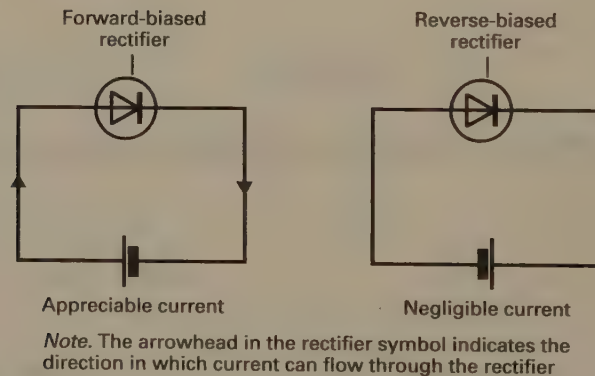 Forward-biased
rectifier
Reverse-biased
rectifier
Appreciable current
Negligible current
Note. The arrowhead in the rectifier symbol indicates the
direction in which current can flow through the rectifier